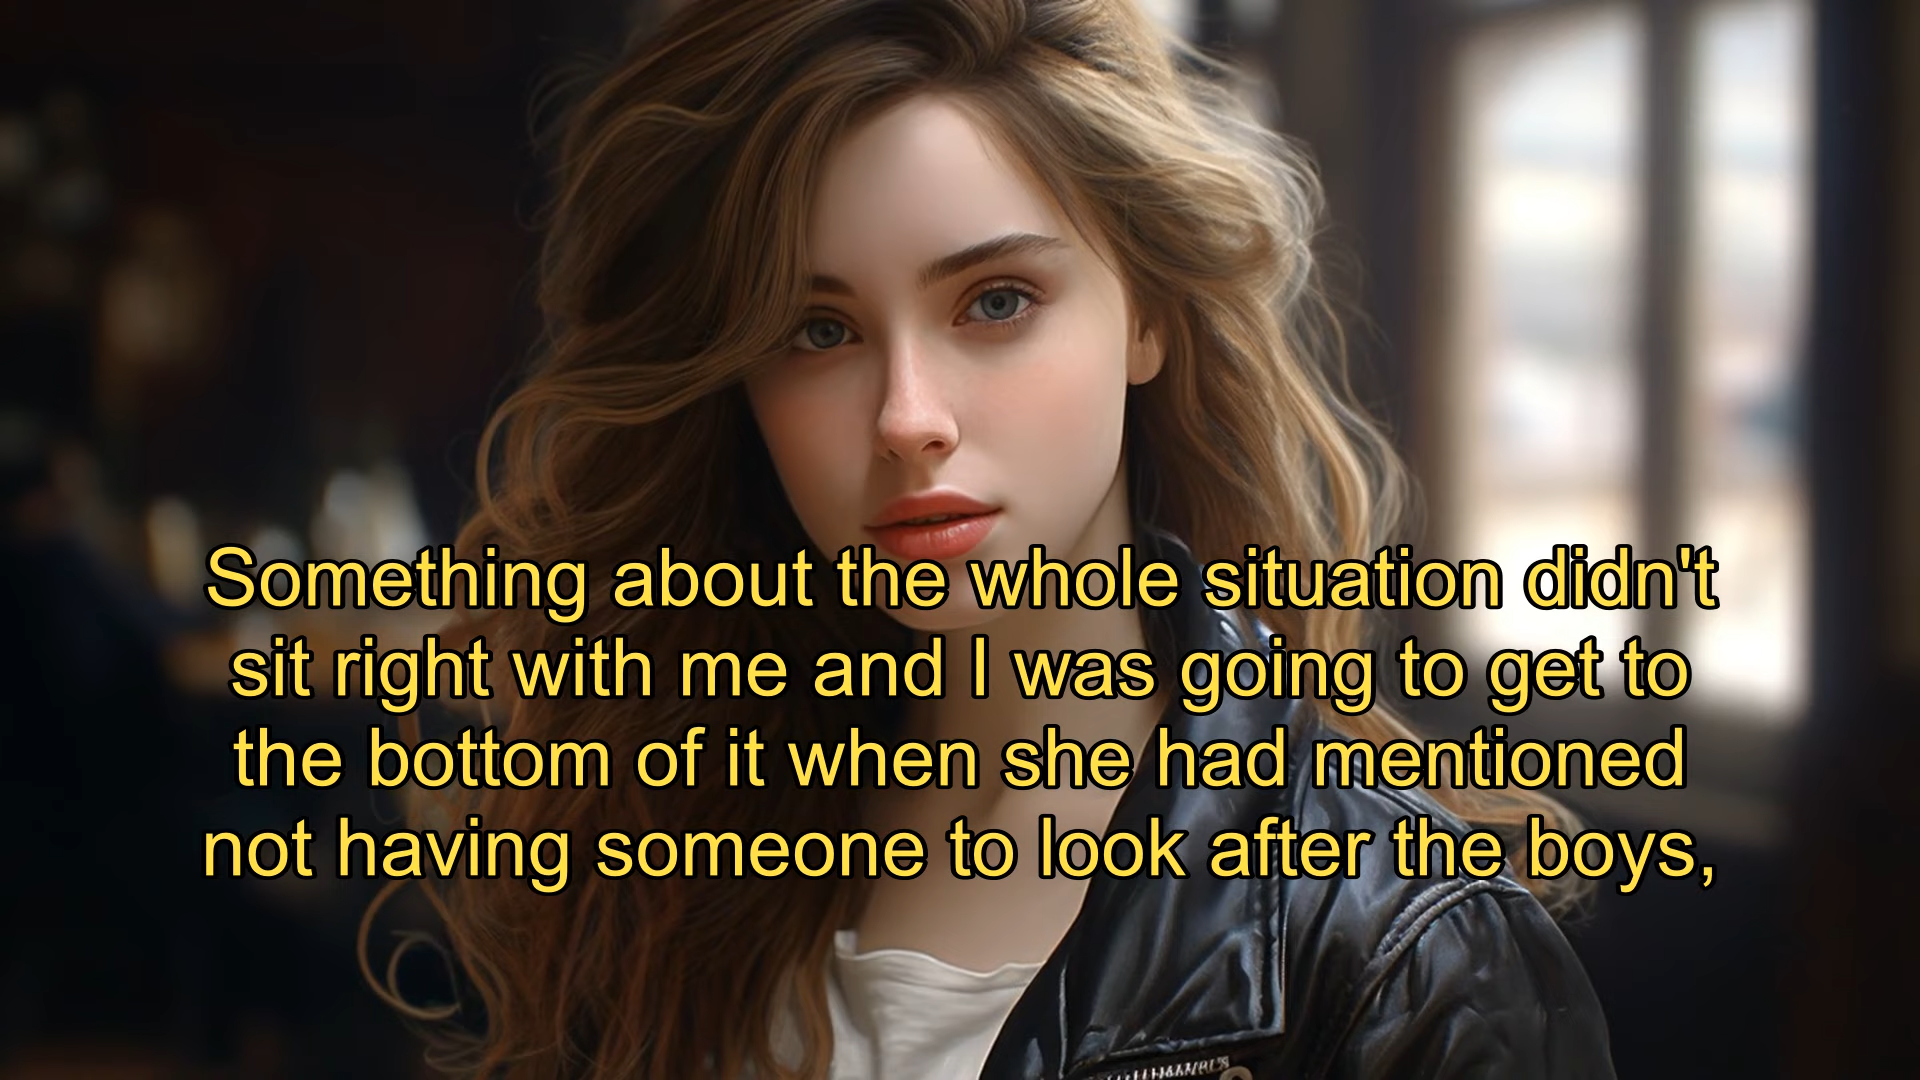 Something about the whole situation didn't
sit right with me and I was going to get to
the bottom of it when she had mentioned
not having someone to look after the boys,